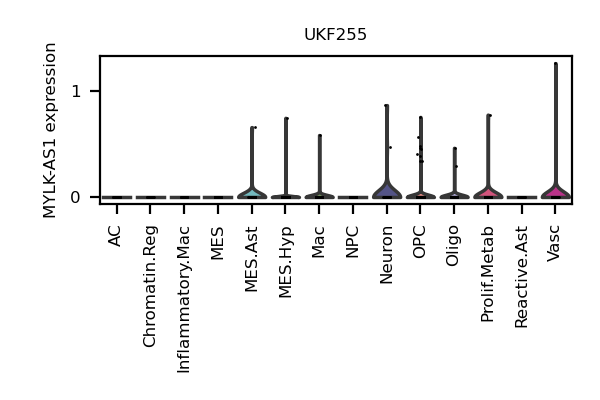 UKF255
MYLK-AS1 expression
1
0
AC
Chromatin.Reg
Inflammatory.Mac
MES
MES.Ast
MES.Hyp
Mac
NPC
Neuron
OPC
Oligo
Prolif.Metab
Reactive.Ast
Vasc